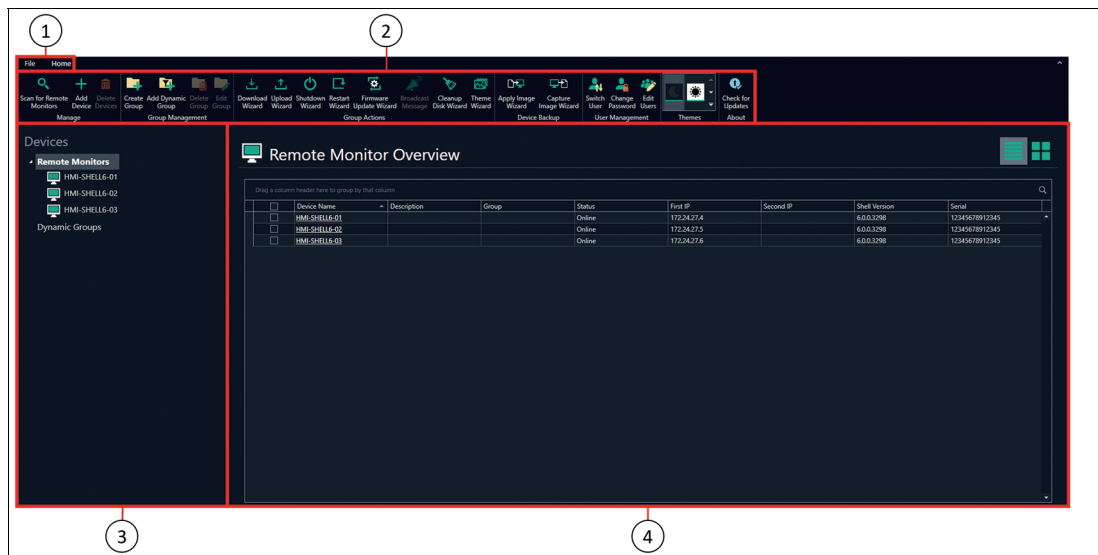 1
2
File Home
Scan for Remote Monitors
Add Device
Delete Devices
Manage
Create Group
Add Dynamic Group
Delete Group
Edit Group
Group Management
Download Wizard
Upload Wizard
Shutdown Wizard
Restart Wizard
Firmware Update Wizard
Broadcast Message
Cleanup Disk Wizard
Theme Wizard
Group Actions
Apply Image Wizard
Capture Image Wizard
Device Backup
Switch User
Change Password
Edit Users
User Management
Themes
Check for Updates
About
Devices
Remote Monitors
HMI-SHELL6-01
HMI-SHELL6-02
HMI-SHELL6-03
Dynamic Groups
Remote Monitor Overview
Drag a column header here to group by that column
Device Name Description Group Status First IP Second IP Shell Version Serial
HMI-SHELL6-01 Online 172.24.27.4 6.0.0.3298 12345678912345
HMI-SHELL6-02 Online 172.24.27.5 6.0.0.3298 12345678912345
HMI-SHELL6-03 Online 172.24.27.6 6.0.0.3298 12345678912345
3
4